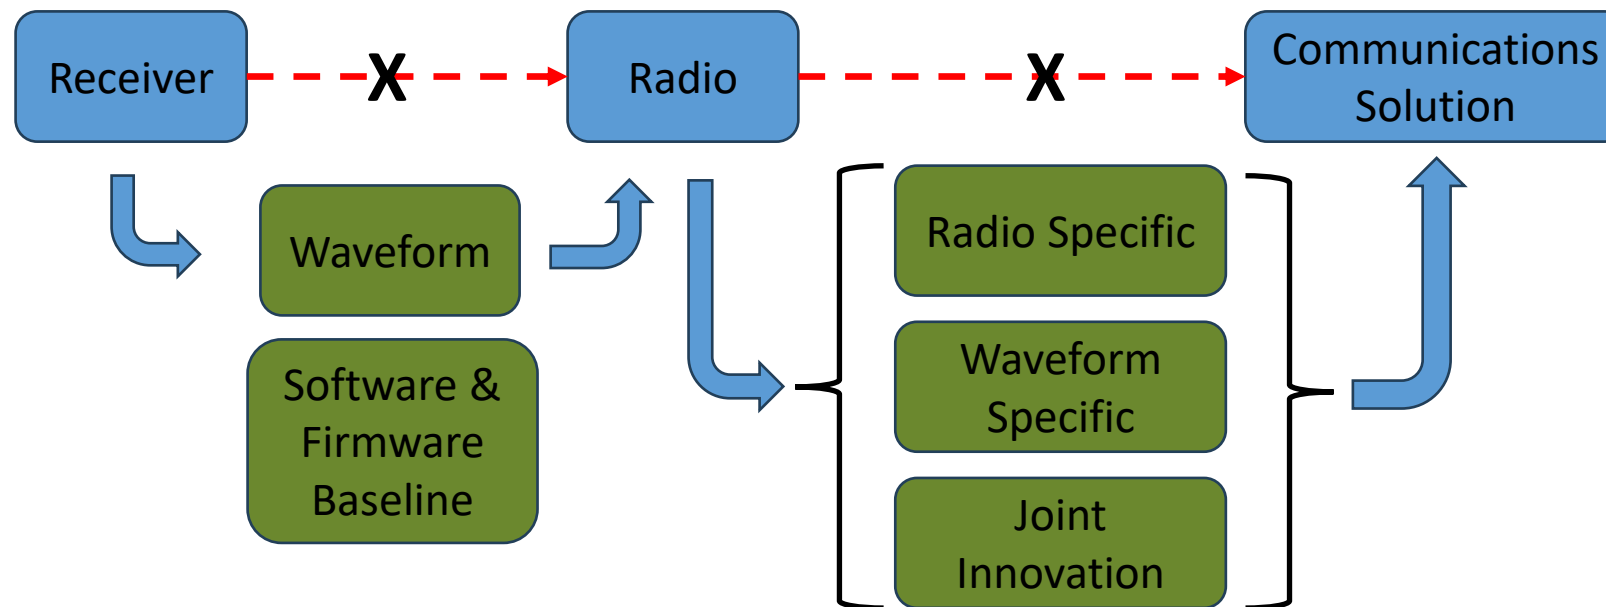 Receiver
X
Radio
X
Communications
Solution
Waveform
Software &
Firmware
Baseline
Radio Specific
Waveform
Specific
Joint
Innovation